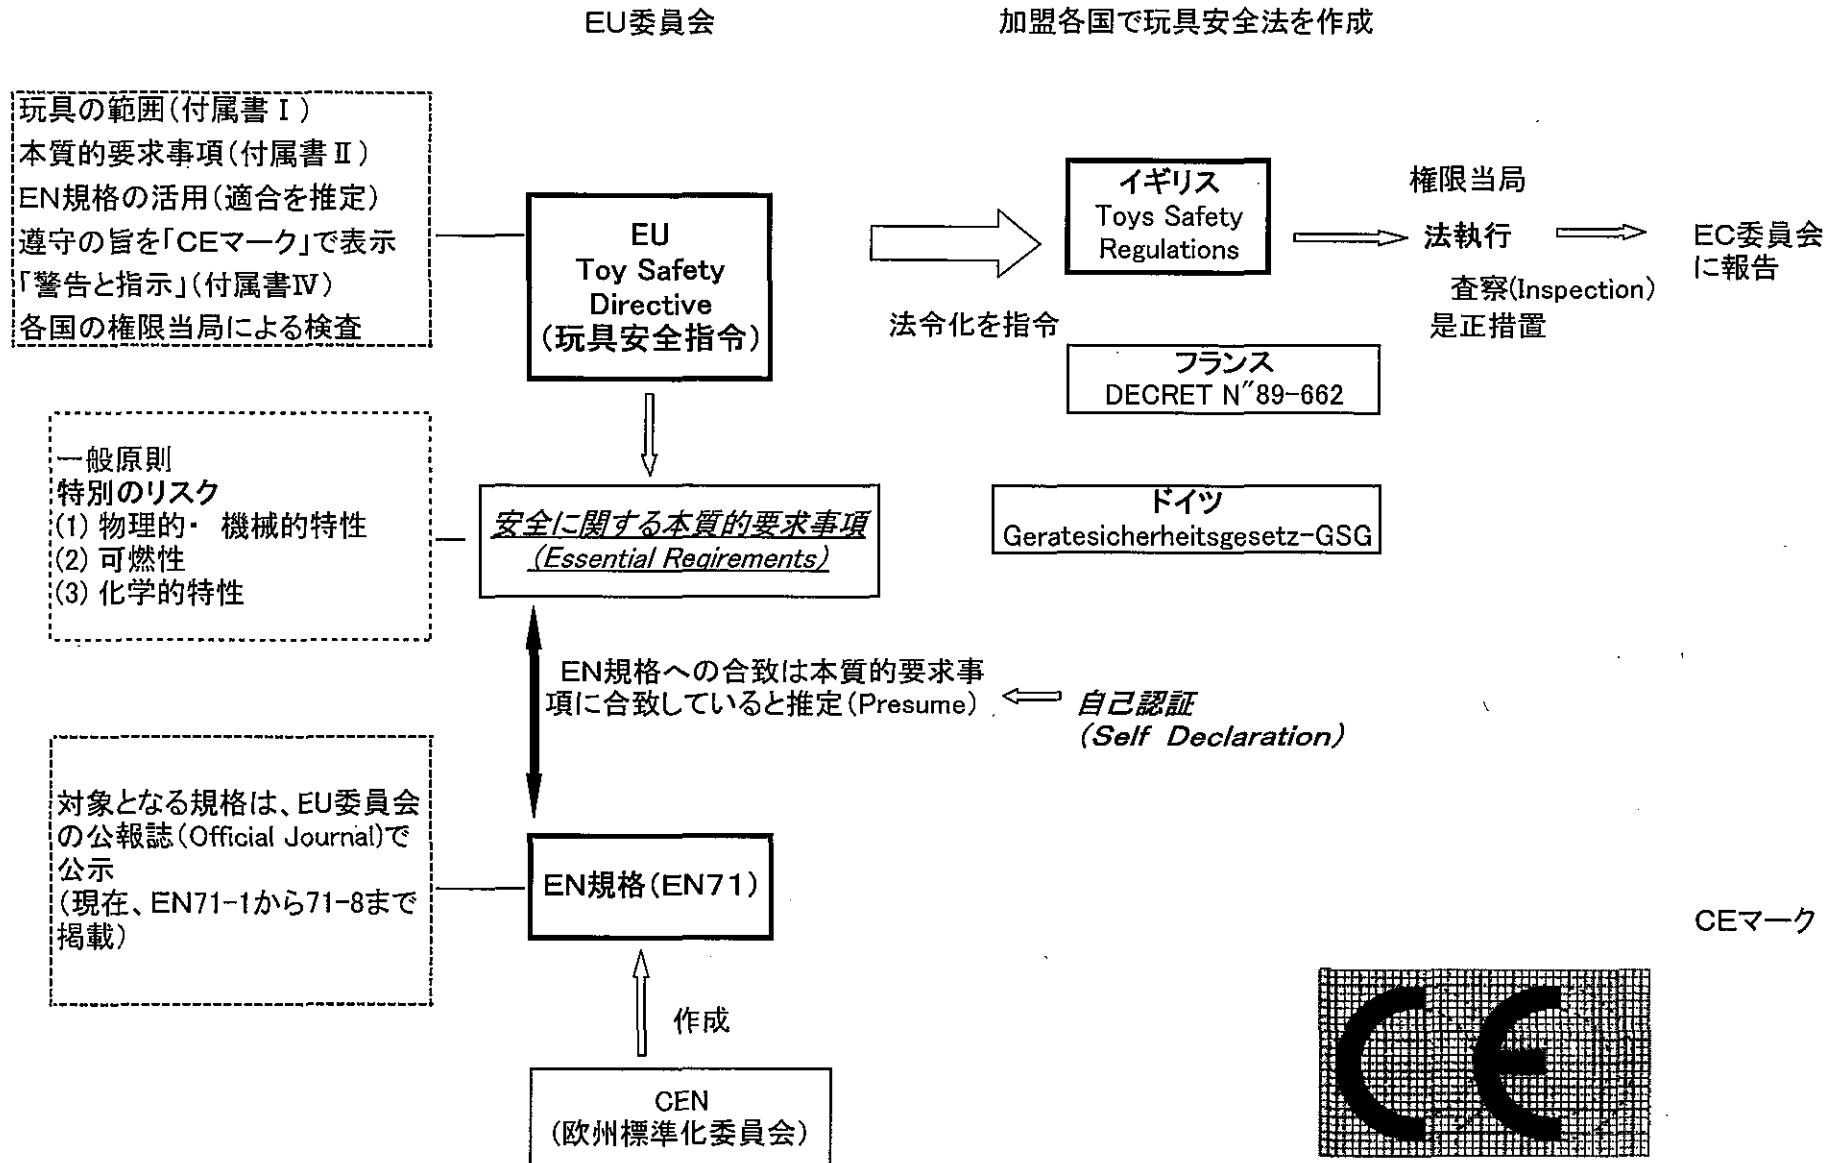 EU委員会
加盟各国で玩具安全法を作成
玩具の範囲(付属書Ⅰ)
本質的要求事項(付属書Ⅱ)
EN規格の活用(適合を推定)
遵守の旨を「CEマーク」で表示
「警告と指示」(付属書Ⅳ)
各国の権限当局による検査
EU
Toy Safety
Directive
(玩具安全指令)
法令化を指令
イギリス
Toys Safety
Regulations
権限当局
法執行
査察(Inspection)
是正措置
EC委員会
に報告
フランス
DECRET N″89-662
ドイツ
Geratesicherheitsgesetz-GSG
一般原則
特別のリスク
(1) 物理的・ 機械的特性
(2) 可燃性
(3) 化学的特性
安全に関する本質的要求事項
(Essential Reqirements)
EN規格への合致は本質的要求事
項に合致していると推定(Presume)
自己認証
(Self Declaration)
対象となる規格は、EU委員会
の公報誌(Official Journal)で
公示
(現在、EN71-1から71-8まで
掲載)
EN規格(EN71)
作成
CEN
(欧州標準化委員会)
CEマーク
CE